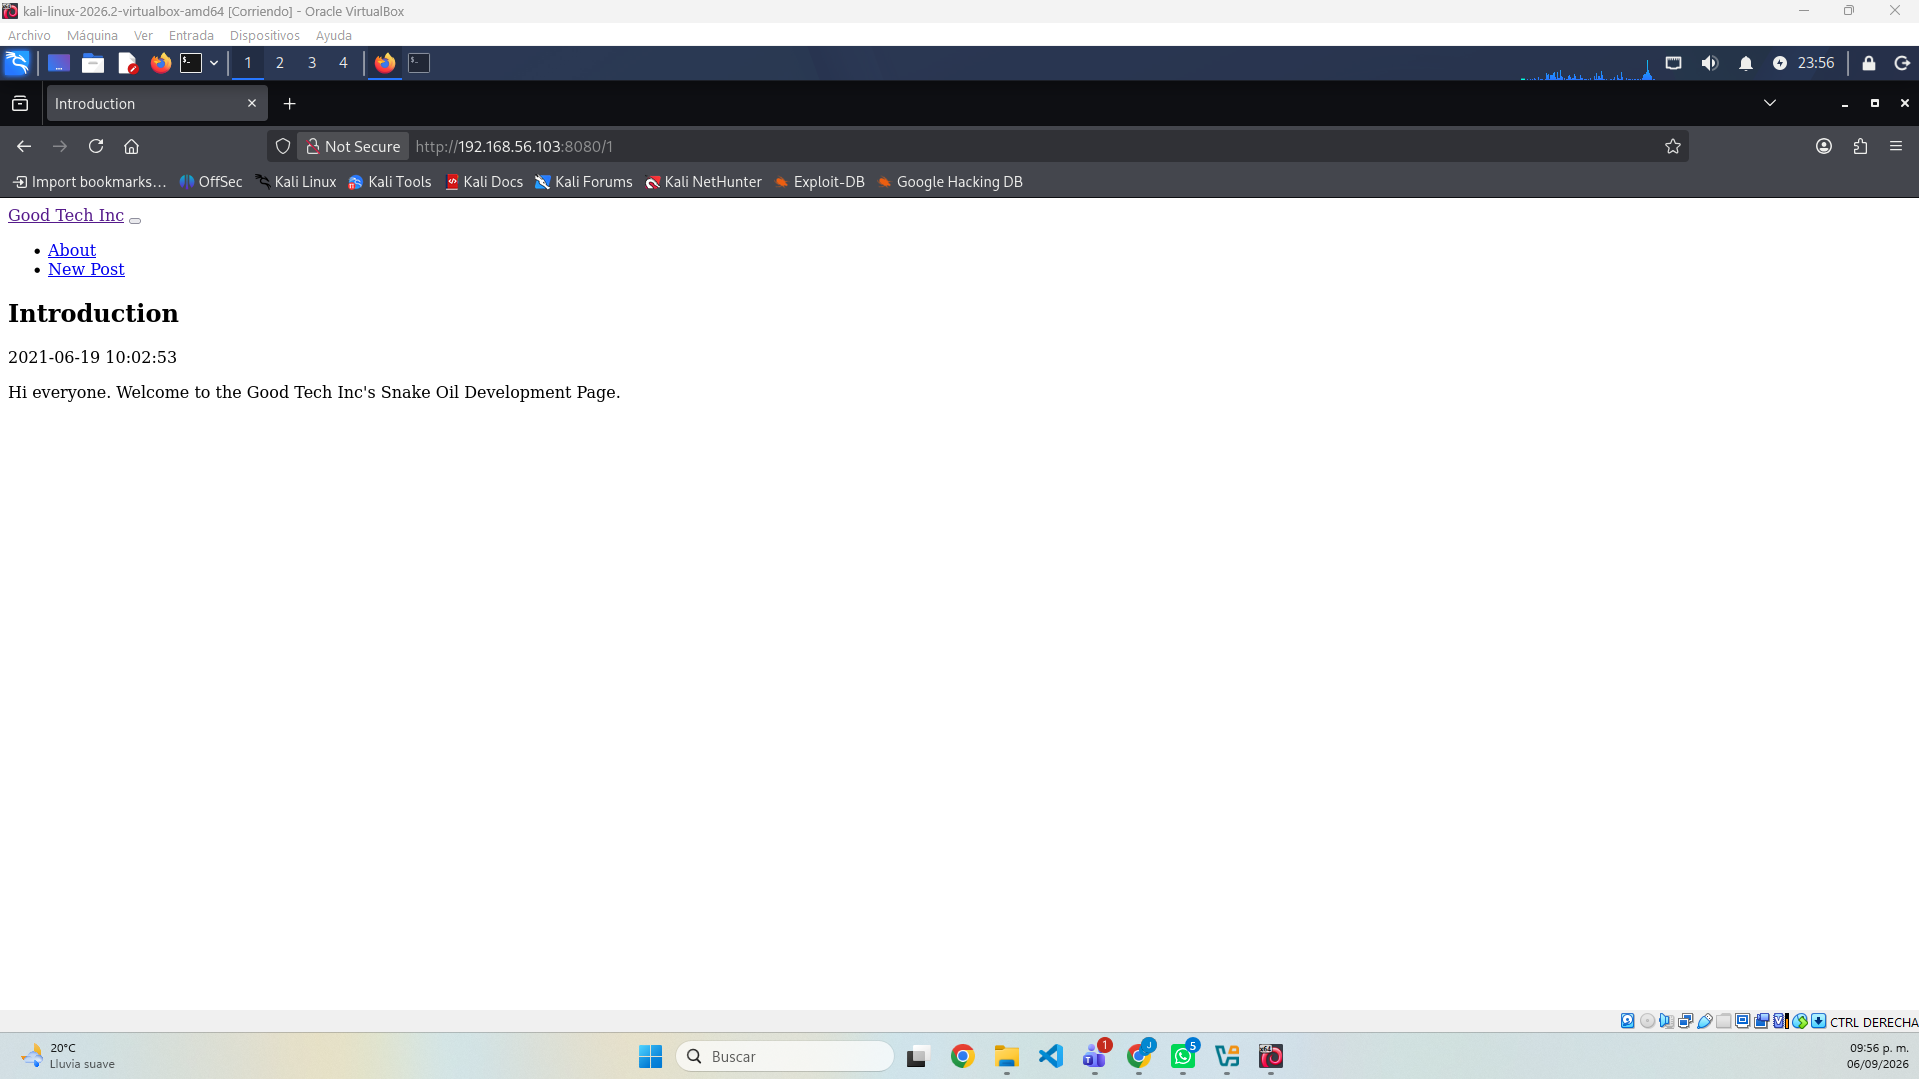 kali-linux-2026.2-virtualbox-amd64 [Corriendo] - Oracle VirtualBox
Archivo Máquina Ver Entrada Dispositivos Ayuda
1 2 3 4 23:56
Introduction
Not Secure http://192.168.56.103:8080/1
Import bookmarks... OffSec Kali Linux Kali Tools Kali Docs Kali Forums Kali NetHunter Exploit-DB Google Hacking DB
Good Tech Inc
About
New Post
Introduction
2021-06-19 10:02:53
Hi everyone. Welcome to the Good Tech Inc's Snake Oil Development Page.
CTRL DERECHA
20°C
Lluvia suave
Buscar
1
J
5
09:56 p. m.
06/09/2026